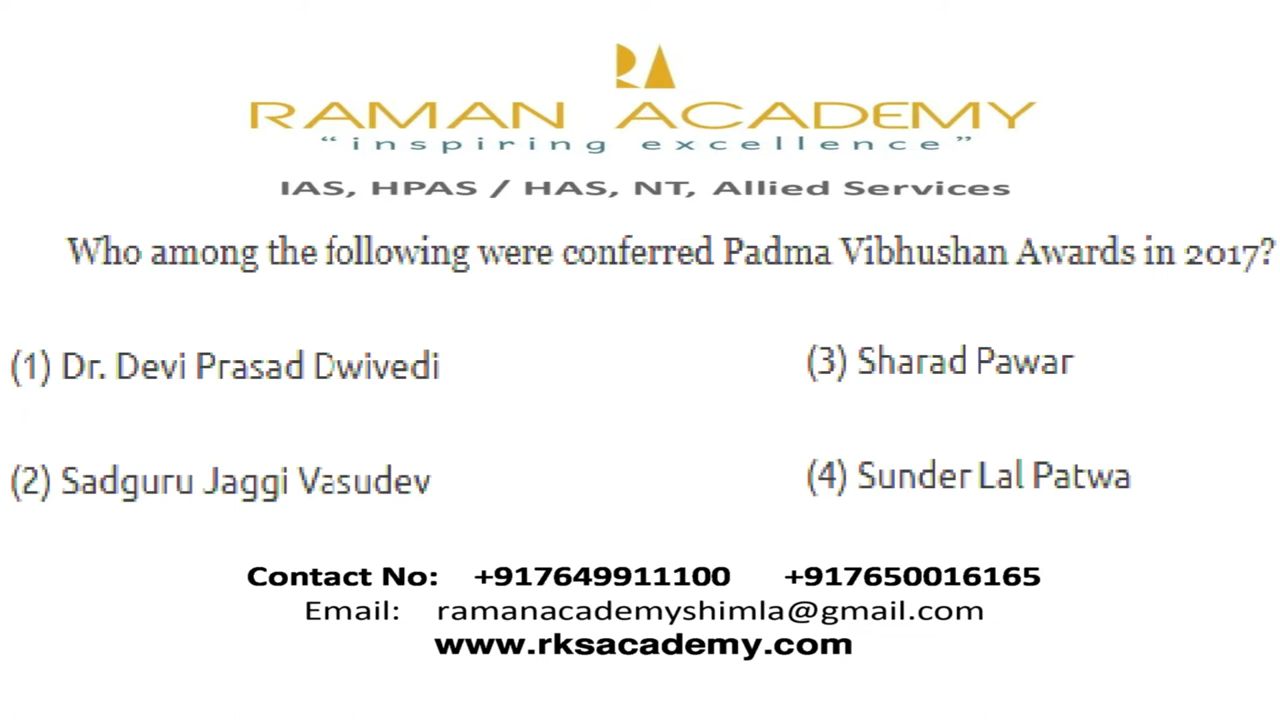 RA
RAMAN ACADEMY
"inspiring excellence"
IAS, HPAS / HAS, NT, Allied Services
Who among the following were conferred Padma Vibhushan Awards in 2017?
(1) Dr. Devi Prasad Dwivedi
(3) Sharad Pawar
(2) Sadguru Jaggi Vasudev
(4) Sunder Lal Patwa
Contact No: +917649911100 +917650016165
Email: ramanacademyshimla@gmail.com
www.rksacademy.com